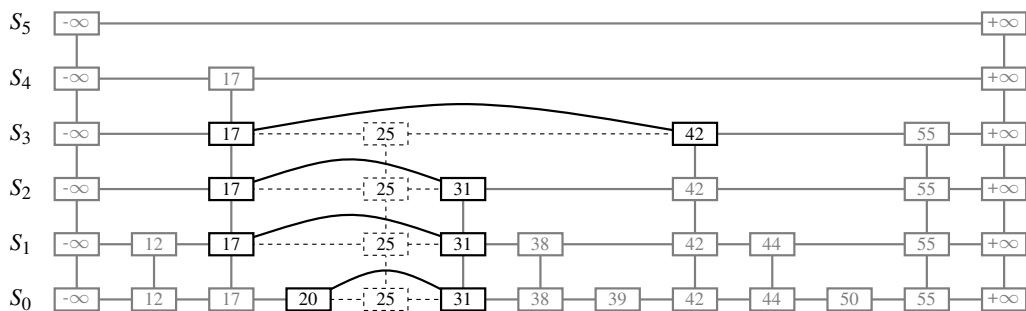 S5 -∞ +∞
S4 -∞ 17 +∞
S3 -∞ 17 25 42 55 +∞
S2 -∞ 17 25 31 42 55 +∞
S1 -∞ 12 17 25 31 38 42 44 55 +∞
S0 -∞ 12 17 20 25 31 38 39 42 44 50 55 +∞